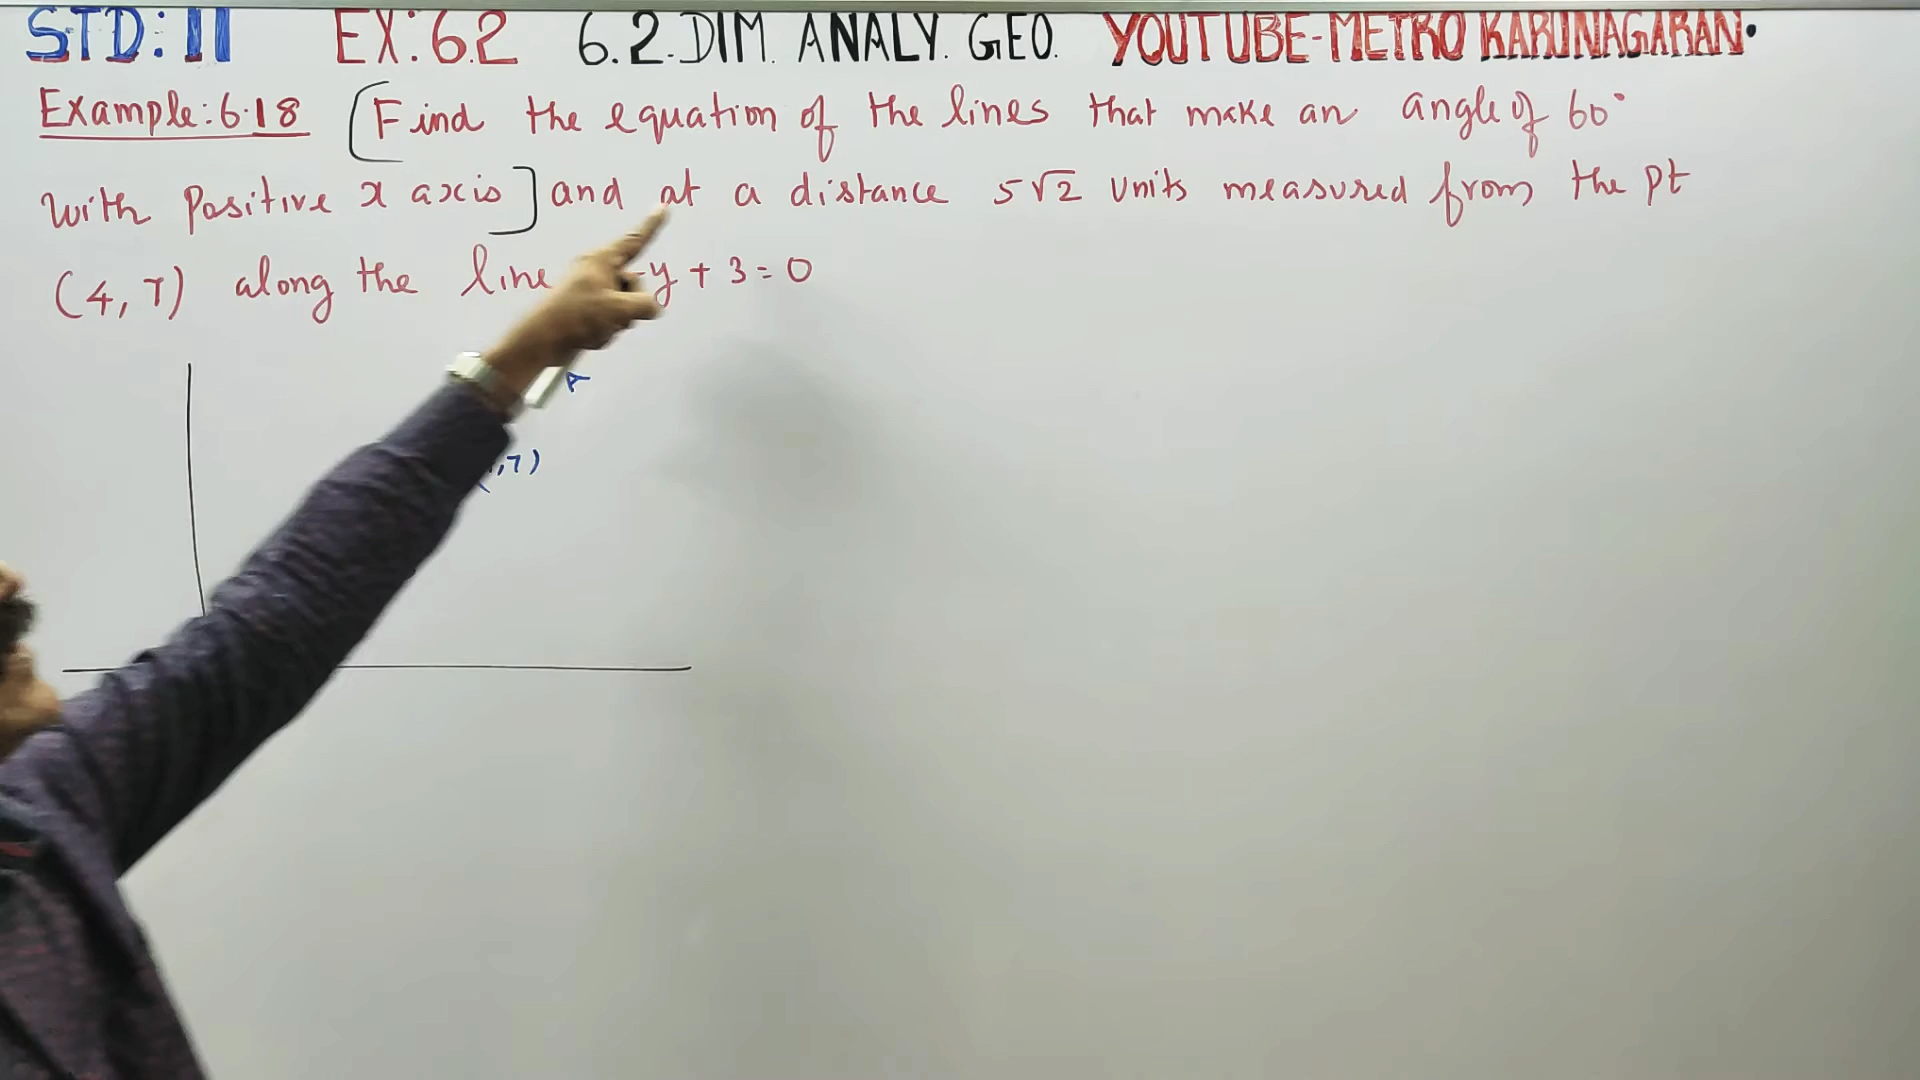 STD: 11 EX: 6.2 6. 2. DIM. ANALY. GEO. YOUTUBE-METRO KARUNAGARAN.
Example: 6.18 [Find the equation of the lines that make an angle of 60°
with positive x axis] and at a distance 5√2 units measured from the pt
(4, 7) along the line -y + 3 = 0
A
,7)